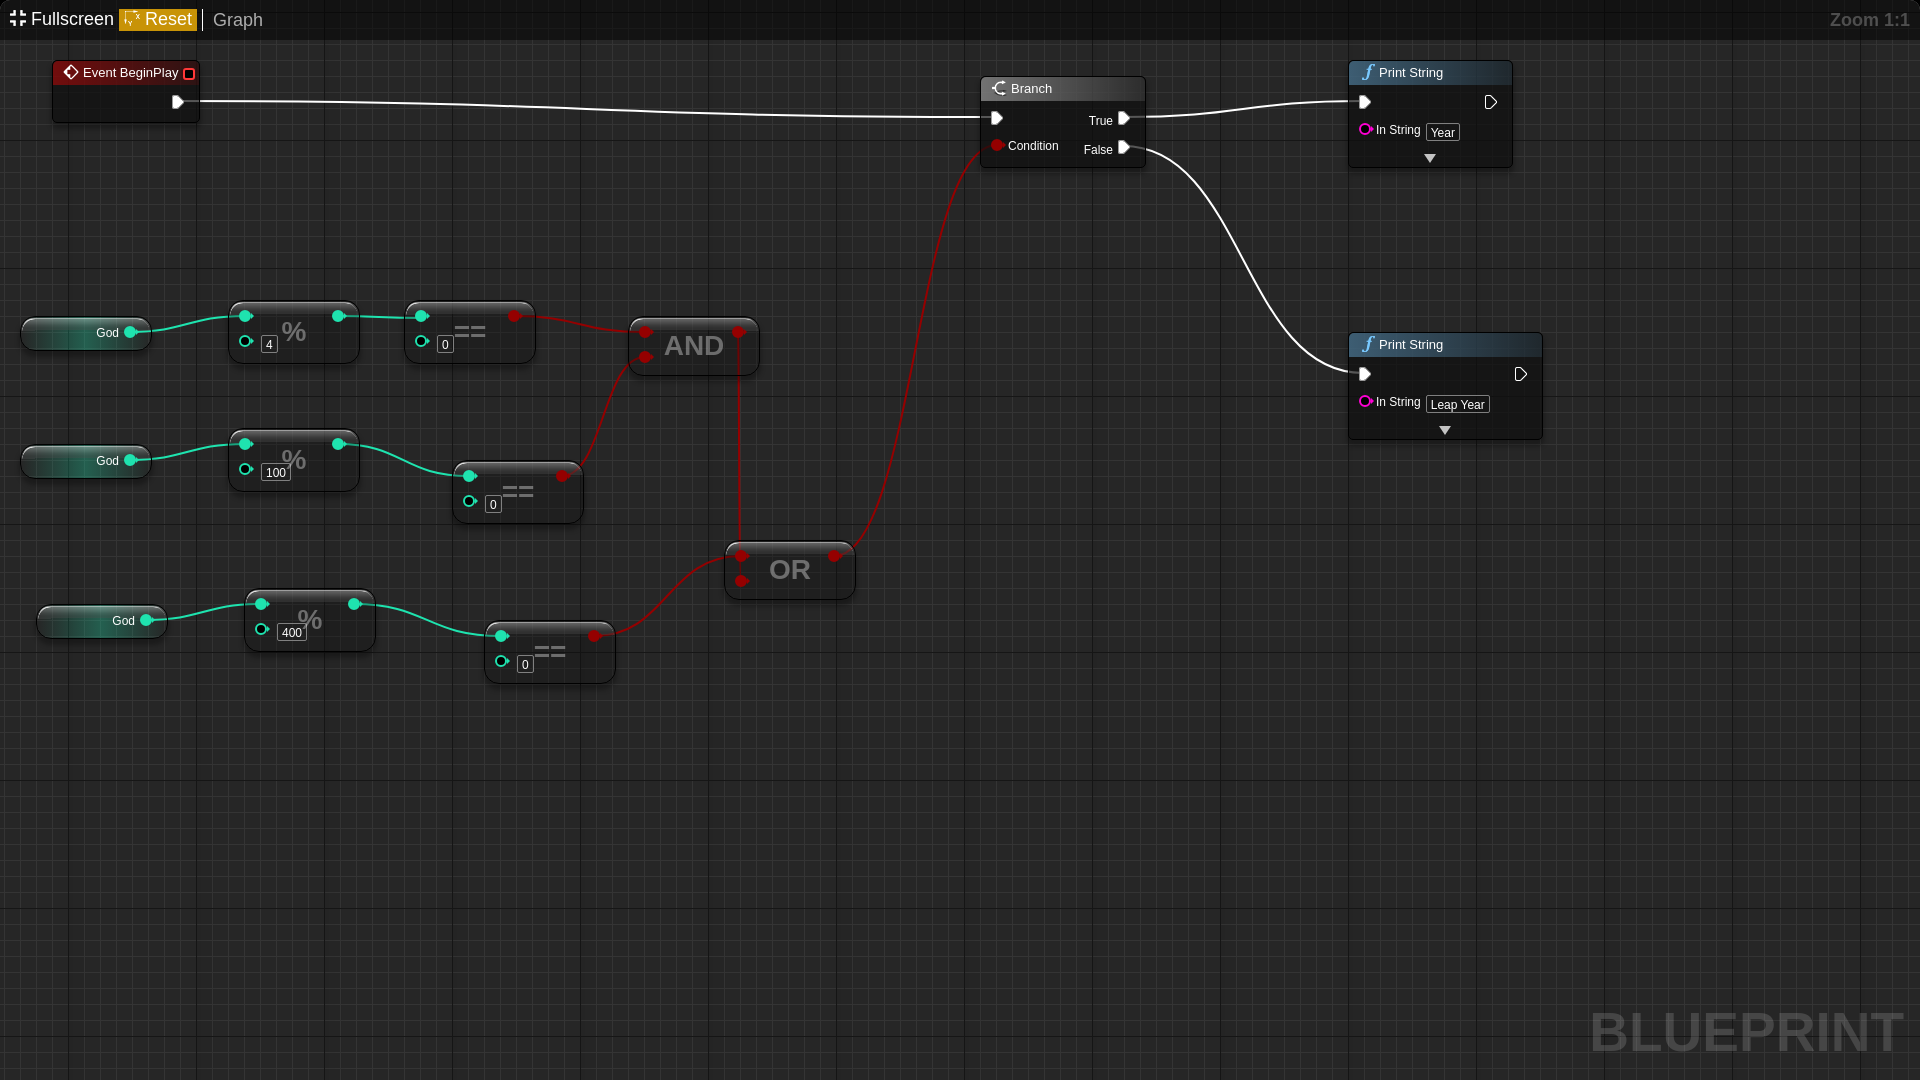 Fullscreen Reset Graph Zoom 1:1
Event BeginPlay
Branch
True
Condition False
Print String
In String Year
God % 4 == 0 AND
Print String
In String Leap Year
God % 100 == 0
OR
God % 400 == 0
BLUEPRINT